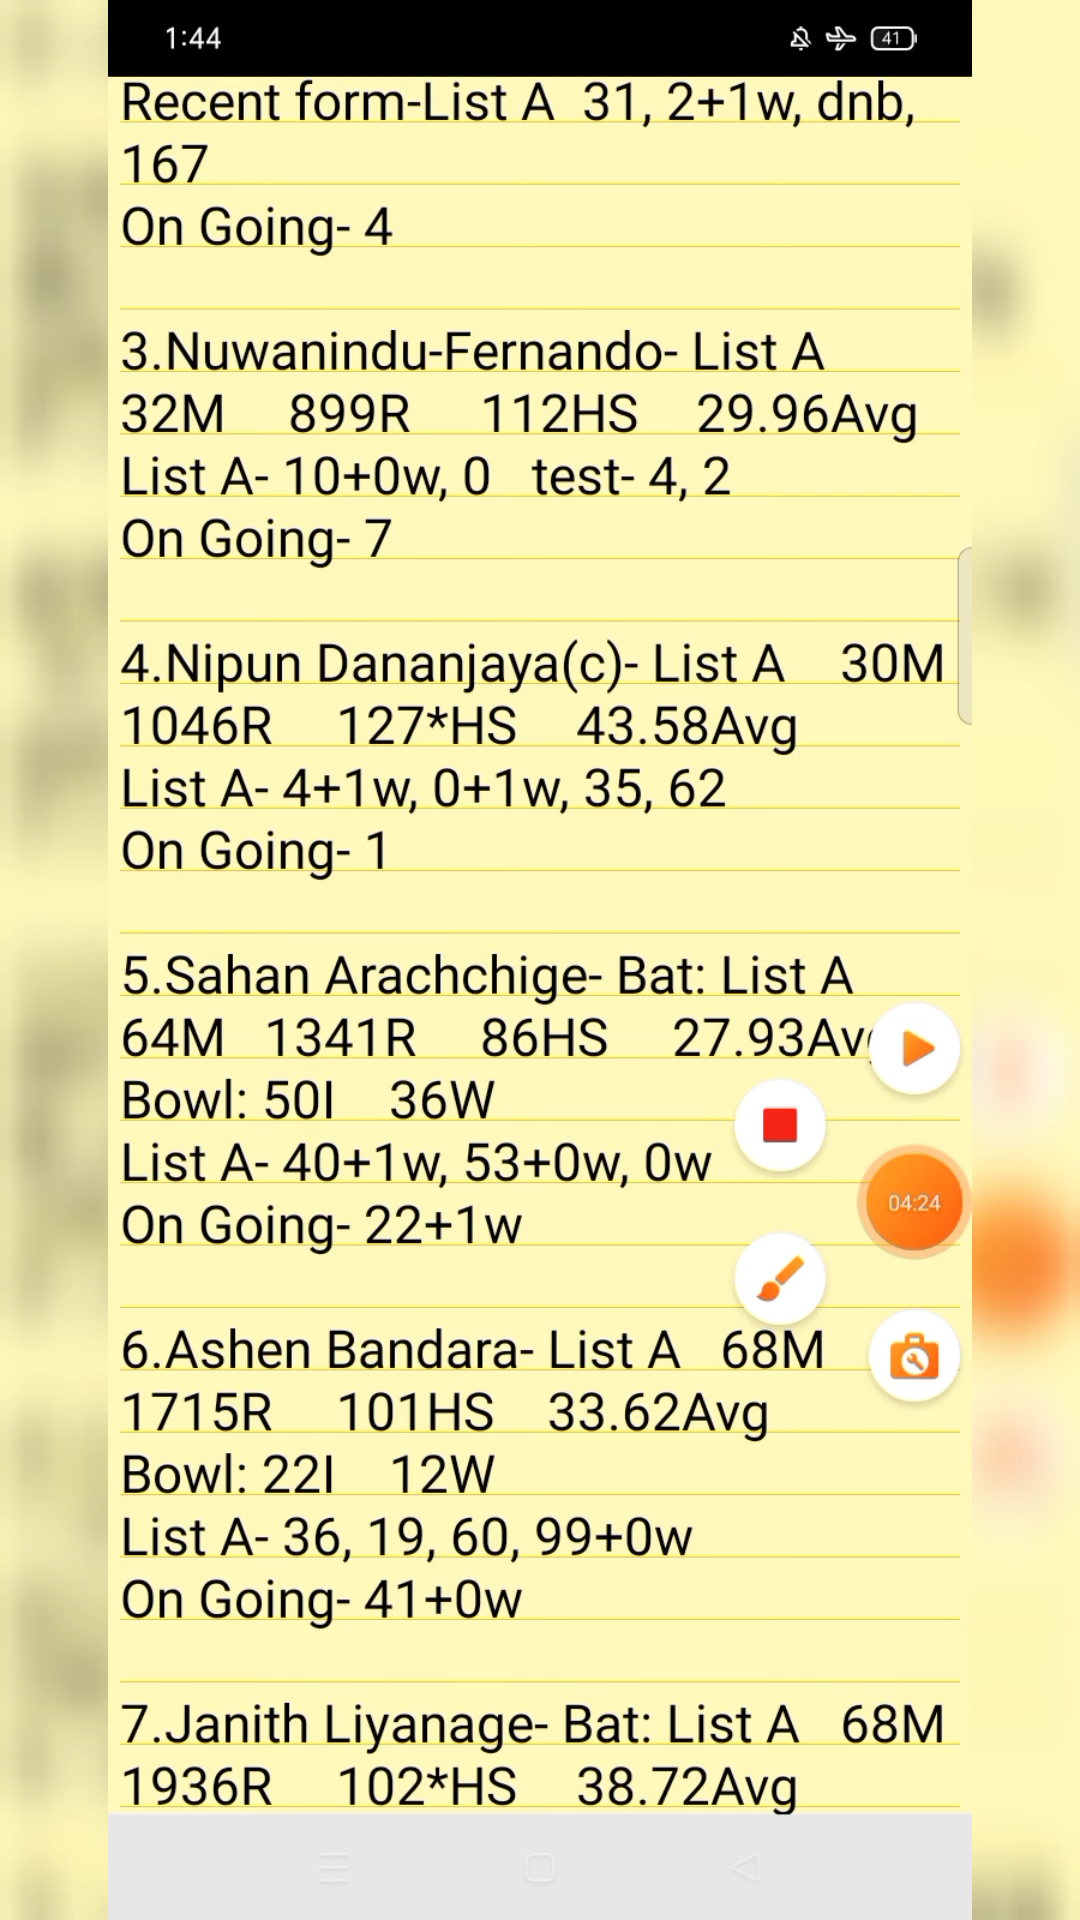 1:44
41
Recent form-List A 31, 2+1w, dnb,
167
On Going- 4
3.Nuwanindu-Fernando- List A
32M 899R 112HS 29.96Avg
List A- 10+0w, 0 test- 4, 2
On Going- 7
4.Nipun Dananjaya(c)- List A 30M
1046R 127*HS 43.58Avg
List A- 4+1w, 0+1w, 35, 62
On Going- 1
5.Sahan Arachchige- Bat: List A
64M 1341R 86HS 27.93Av
Bowl: 50I 36W
List A- 40+1w, 53+0w, 0w
04:24
On Going- 22+1w
6.Ashen Bandara- List A 68M
1715R 101HS 33.62Avg
Bowl: 22I 12W
List A- 36, 19, 60, 99+0w
On Going- 41+0w
7.Janith Liyanage- Bat: List A 68M
1936R 102*HS 38.72Avg